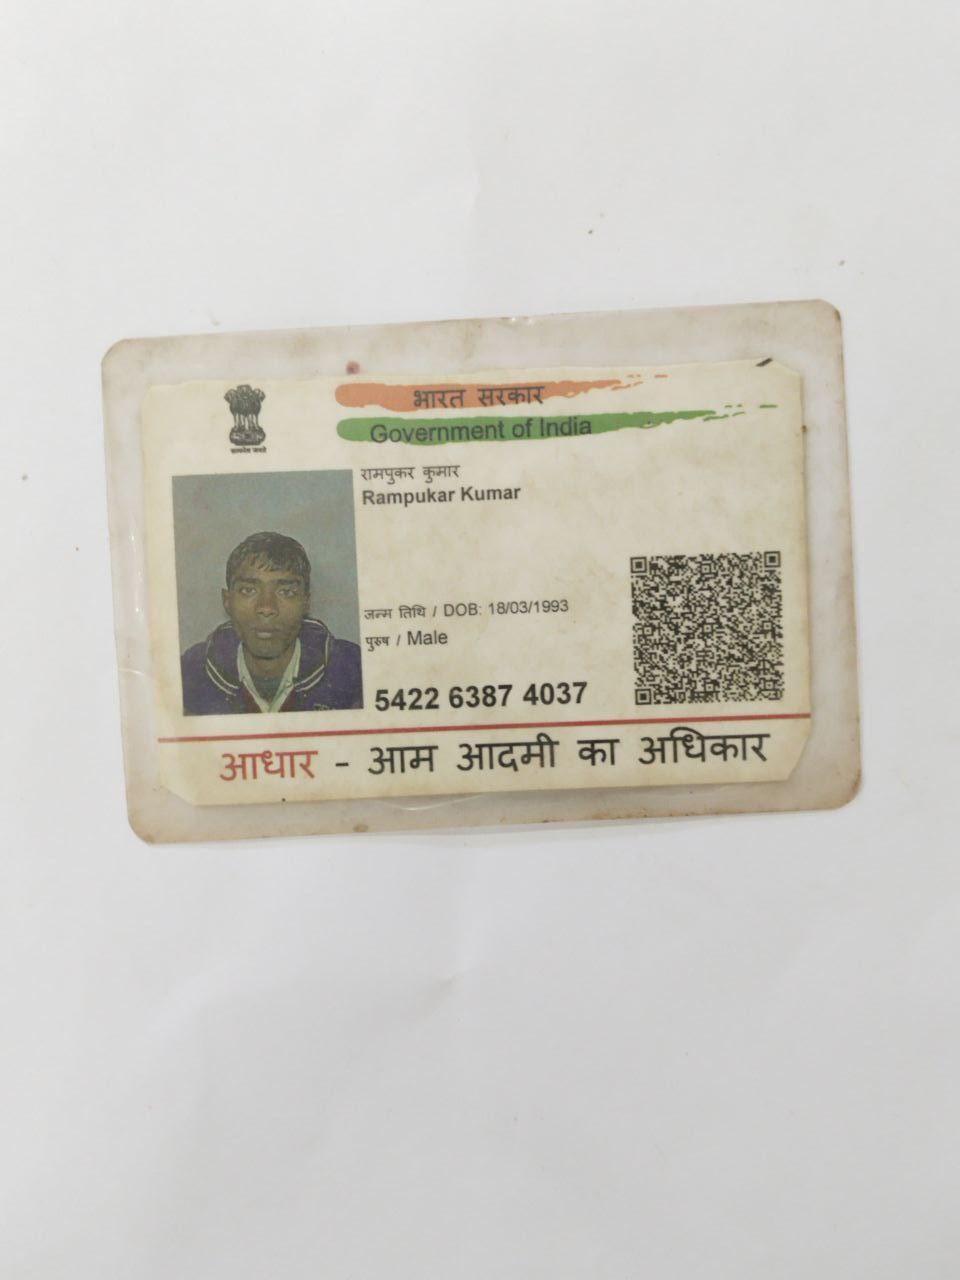 भारत सरकार
Government of India
सत्यमेव जयते
रामपुकर कुमार
Rampukar Kumar
जन्म तिथि / DOB: 18/03/1993
पुरुष / Male
5422 6387 4037
आधार - आम आदमी का अधिकार